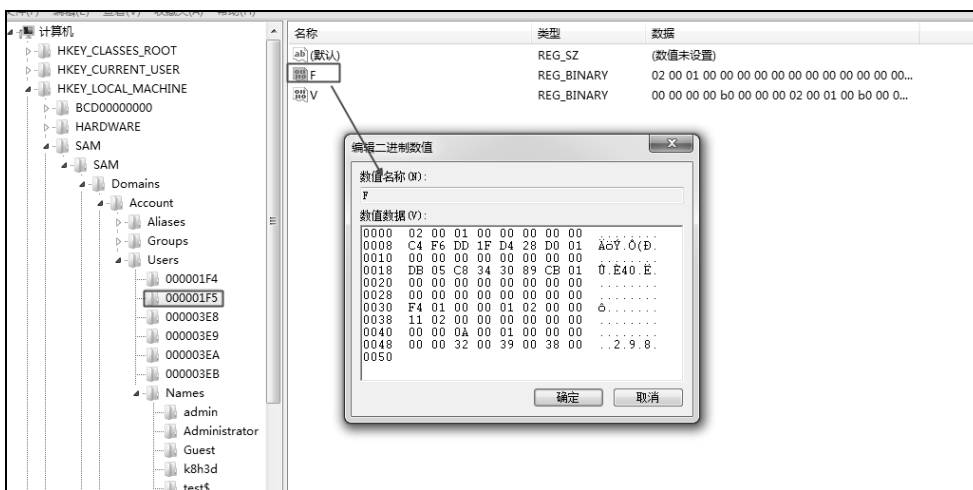 计算机
HKEY_CLASSES_ROOT
HKEY_CURRENT_USER
HKEY_LOCAL_MACHINE
BCD00000000
HARDWARE
SAM
SAM
Domains
Account
Aliases
Groups
Users
000001F4
000001F5
000003E8
000003E9
000003EA
000003EB
Names
admin
Administrator
Guest
k8h3d
test$
名称 类型 数据
(默认) REG_SZ (数值未设置)
F REG_BINARY 02 00 01 00 00 00 00 00 00 00 00 00 00 00 00 00...
V REG_BINARY 00 00 00 00 b0 00 00 00 02 00 01 00 b0 00 0...
编辑二进制数值
数值名称(N):
F
数值数据(V):
0000 02 00 01 00 00 00 00 00 ........
0008 C4 F6 DD 1F D4 28 D0 01 ÄöÝ.Ô(Ð.
0010 00 00 00 00 00 00 00 00 ........
0018 DB 05 C8 34 30 89 CB 01 Û.È40.Ë.
0020 00 00 00 00 00 00 00 00 ........
0028 00 00 00 00 00 00 00 00 ........
0030 F4 01 00 00 01 02 00 00 ô.......
0038 11 02 00 00 00 00 00 00 ........
0040 00 00 0A 00 01 00 00 00 ........
0048 00 00 32 00 39 00 38 00 ..2.9.8.
0050
确定 取消